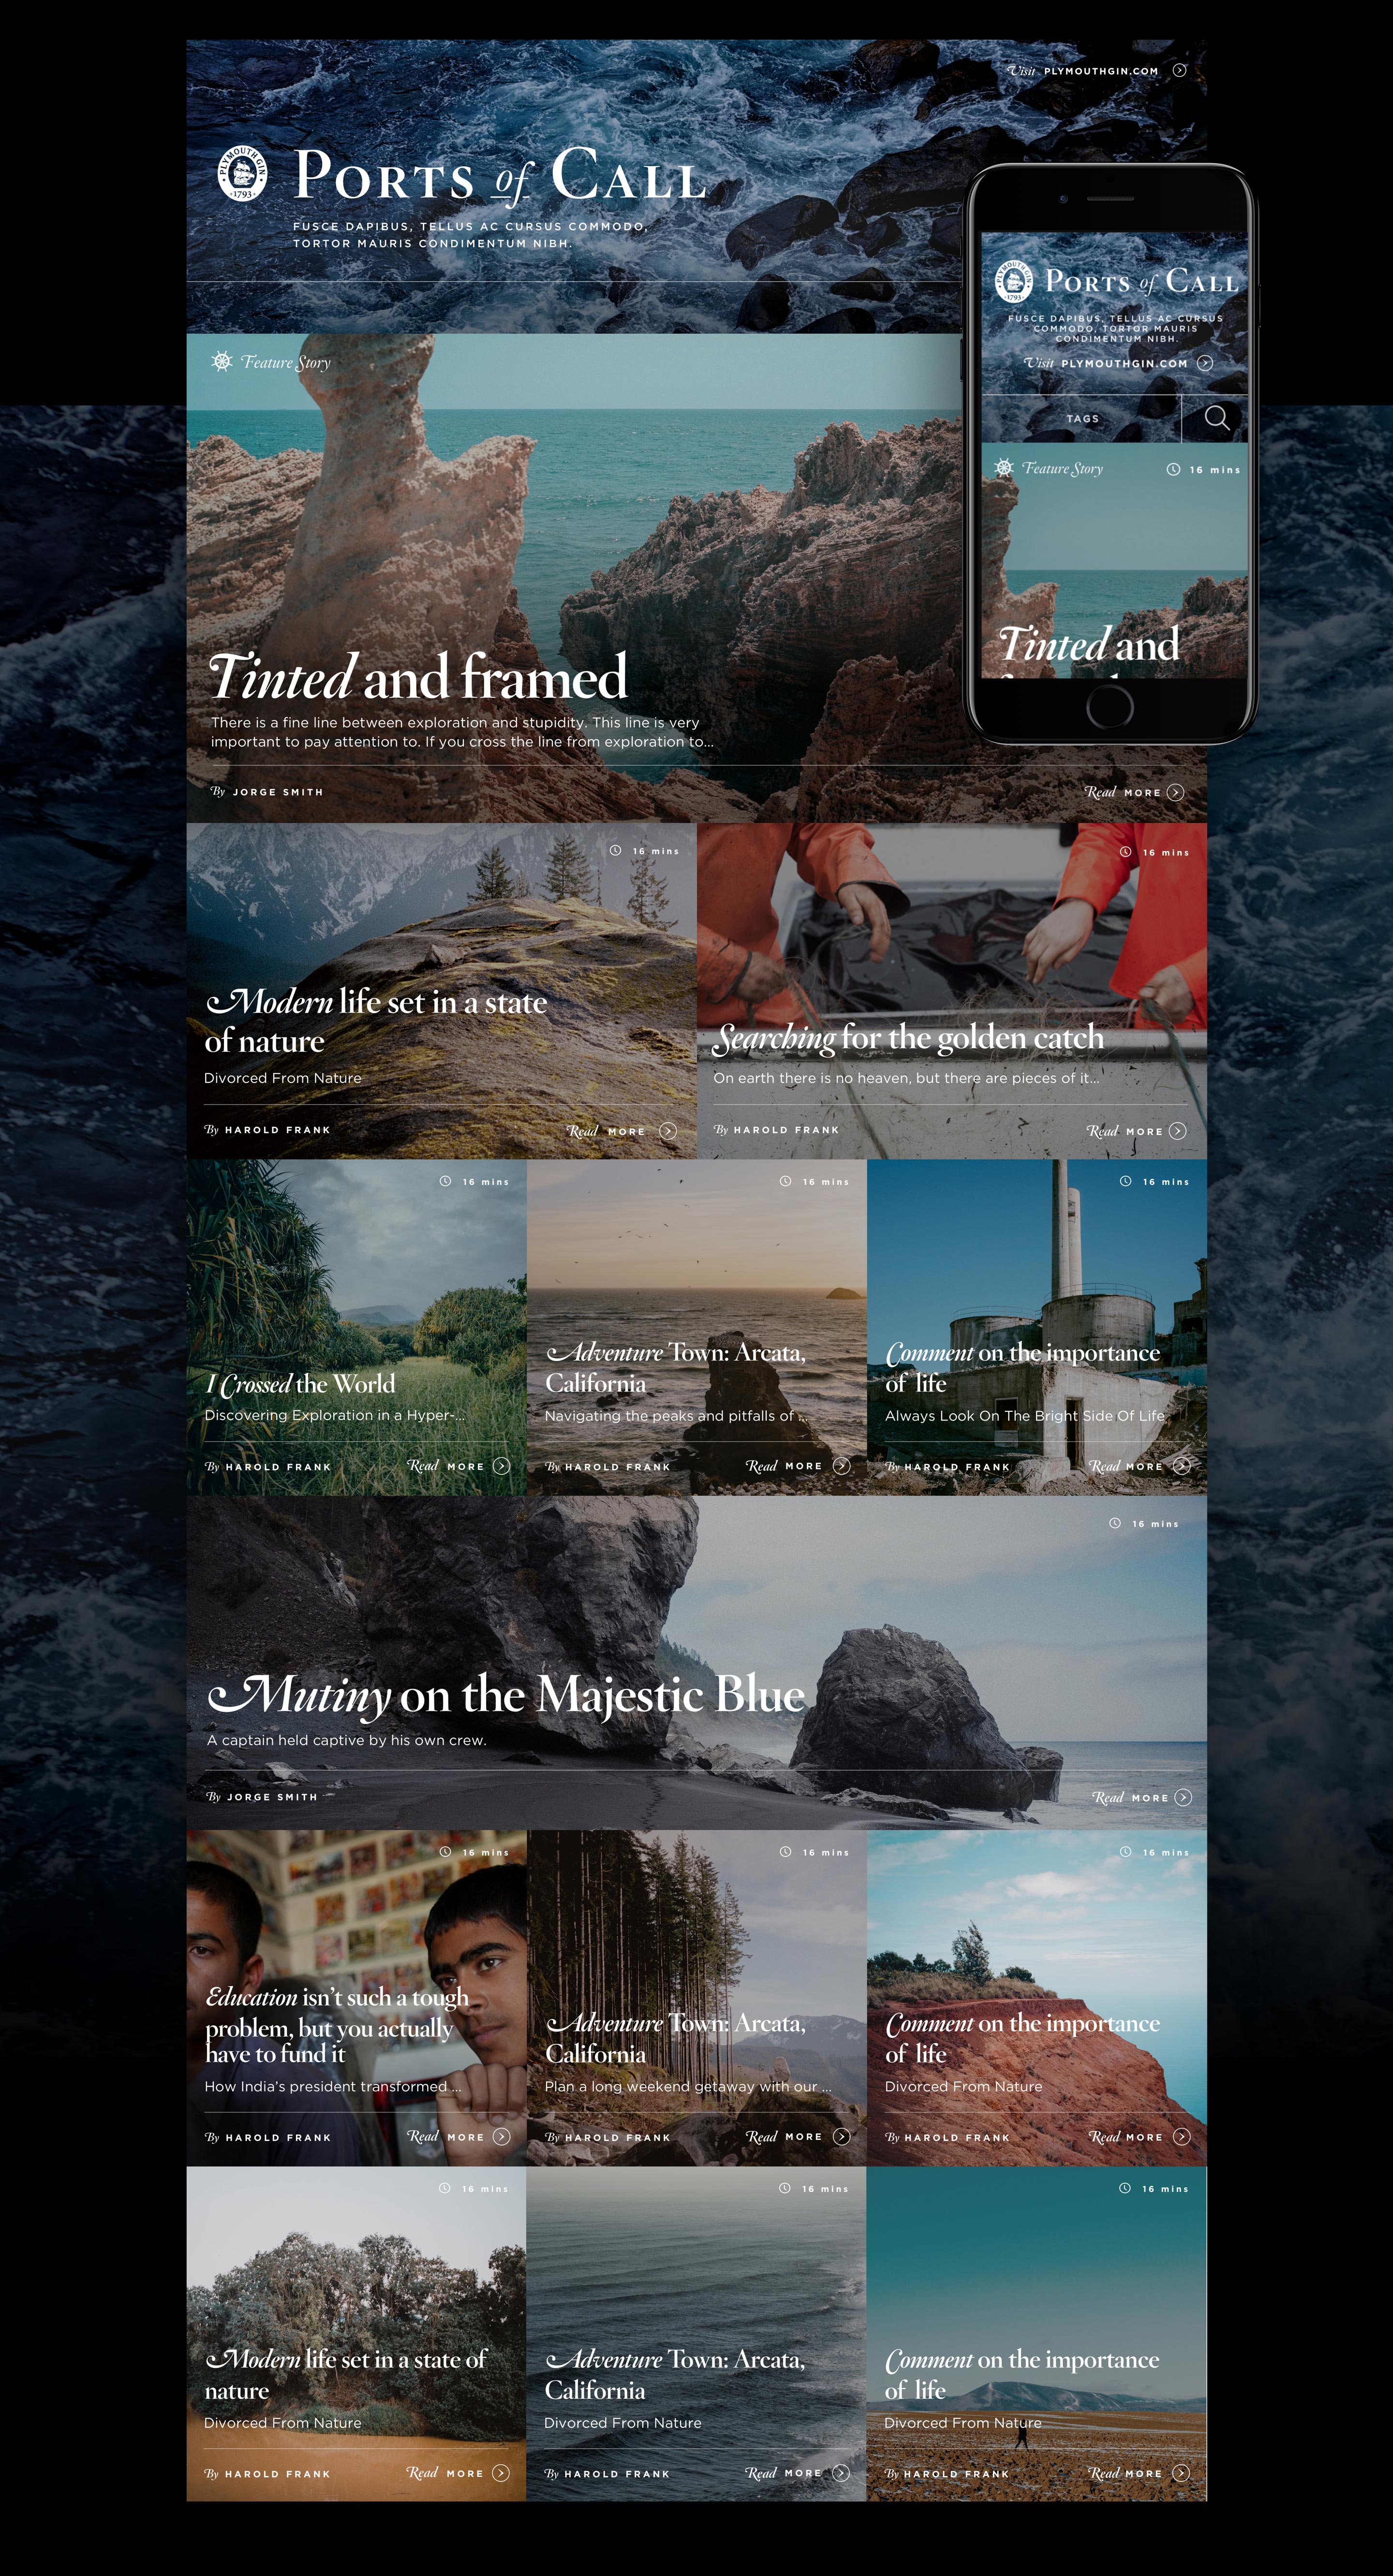 Visit PLYMOUTHGIN.COM
PLYMOUTH GIN
1793
PORTS of CALL
FUSCE DAPIBUS, TELLUS AC CURSUS COMMODO,
TORTOR MAURIS CONDIMENTUM NIBH.
PLYMOUTH GIN
1793
PORTS of CALL
FUSCE DAPIBUS, TELLUS AC CURSUS
COMMODO, TORTOR MAURIS
CONDIMENTUM NIBH.
Visit PLYMOUTHGIN.COM
TAGS
Feature Story
16 mins
Tinted and
Feature Story
Tinted and framed
There is a fine line between exploration and stupidity. This line is very
important to pay attention to. If you cross the line from exploration to...
By JORGE SMITH
Read MORE
16 mins
Modern life set in a state
of nature
Divorced From Nature
By HAROLD FRANK
Read MORE
16 mins
Searching for the golden catch
On earth there is no heaven, but there are pieces of it...
By HAROLD FRANK
Read MORE
16 mins
I Crossed the World
Discovering Exploration in a Hyper-...
By HAROLD FRANK
Read MORE
16 mins
Adventure Town: Arcata,
California
Navigating the peaks and pitfalls of ...
By HAROLD FRANK
Read MORE
16 mins
Comment on the importance
of life
Always Look On The Bright Side Of Life
By HAROLD FRANK
Read MORE
16 mins
Mutiny on the Majestic Blue
A captain held captive by his own crew.
By JORGE SMITH
Read MORE
16 mins
Education isn't such a tough
problem, but you actually
have to fund it
How India's president transformed ...
By HAROLD FRANK
Read MORE
16 mins
Adventure Town: Arcata,
California
Plan a long weekend getaway with our ...
By HAROLD FRANK
Read MORE
16 mins
Comment on the importance
of life
Divorced From Nature
By HAROLD FRANK
Read MORE
16 mins
Modern life set in a state of
nature
Divorced From Nature
By HAROLD FRANK
Read MORE
16 mins
Adventure Town: Arcata,
California
Divorced From Nature
By HAROLD FRANK
Read MORE
16 mins
Comment on the importance
of life
Divorced From Nature
By HAROLD FRANK
Read MORE